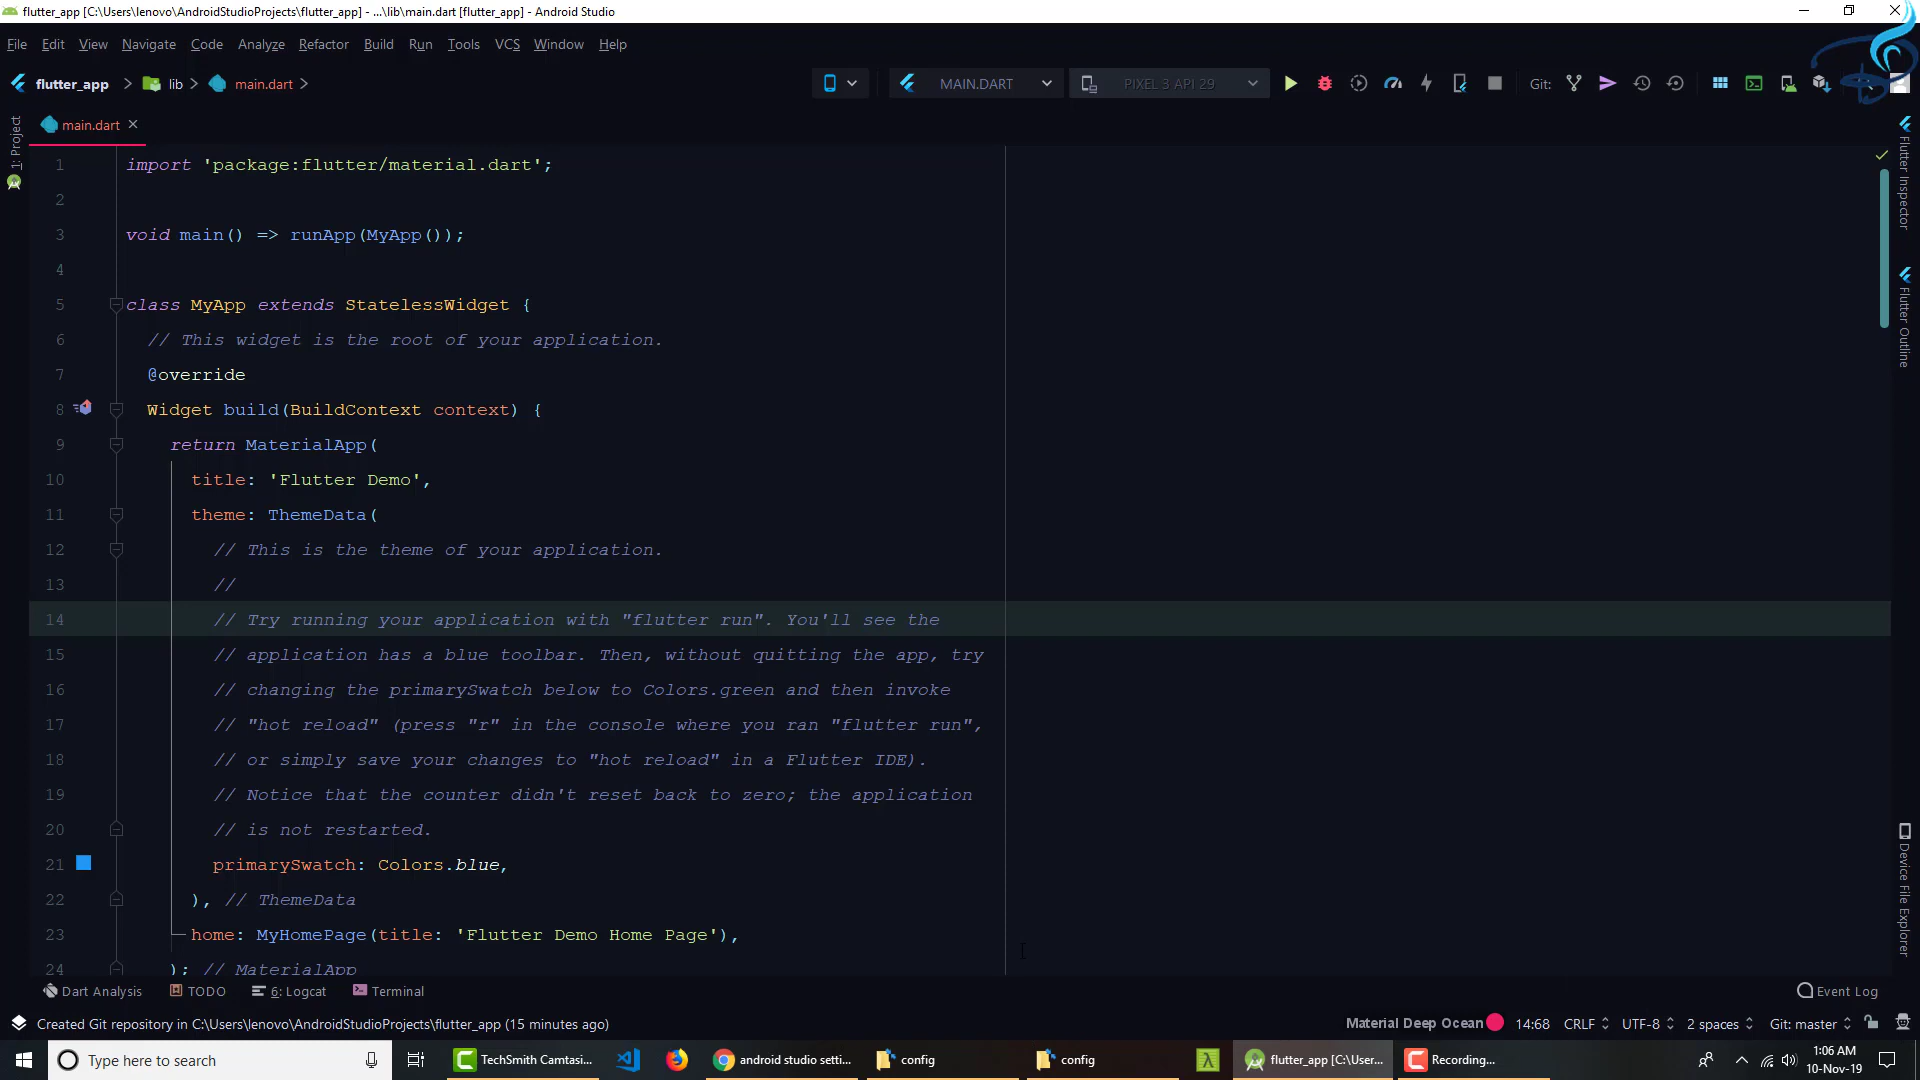 flutter_app [C:\Users\lenovo\AndroidStudioProjects\flutter_app] - ...\lib\main.dart [flutter_app] - Android Studio
File Edit View Navigate Code Analyze Refactor Build Run Tools VCS Window Help
flutter_app lib main.dart MAIN.DART PIXEL 3 API 29 Git:
1: Project
main.dart
1 import 'package:flutter/material.dart';
2
3 void main() => runApp(MyApp());
4
5 class MyApp extends StatelessWidget {
6 // This widget is the root of your application.
7 @override
8 Widget build(BuildContext context) {
9 return MaterialApp(
10 title: 'Flutter Demo',
11 theme: ThemeData(
12 // This is the theme of your application.
13 //
14 // Try running your application with "flutter run". You'll see the
15 // application has a blue toolbar. Then, without quitting the app, try
16 // changing the primarySwatch below to Colors.green and then invoke
17 // "hot reload" (press "r" in the console where you ran "flutter run",
18 // or simply save your changes to "hot reload" in a Flutter IDE).
19 // Notice that the counter didn't reset back to zero; the application
20 // is not restarted.
21 primarySwatch: Colors.blue,
22 ), // ThemeData
23 home: MyHomePage(title: 'Flutter Demo Home Page'),
24 ); // MaterialApp
Flutter Inspector
Flutter Outline
Device File Explorer
Dart Analysis TODO 6: Logcat Terminal Event Log
Created Git repository in C:\Users\lenovo\AndroidStudioProjects\flutter_app (15 minutes ago) Material Deep Ocean 14:68 CRLF UTF-8 2 spaces Git: master
Type here to search TechSmith Camtasi... android studio setti... config config flutter_app [C:\User... Recording... 1:06 AM
10-Nov-19